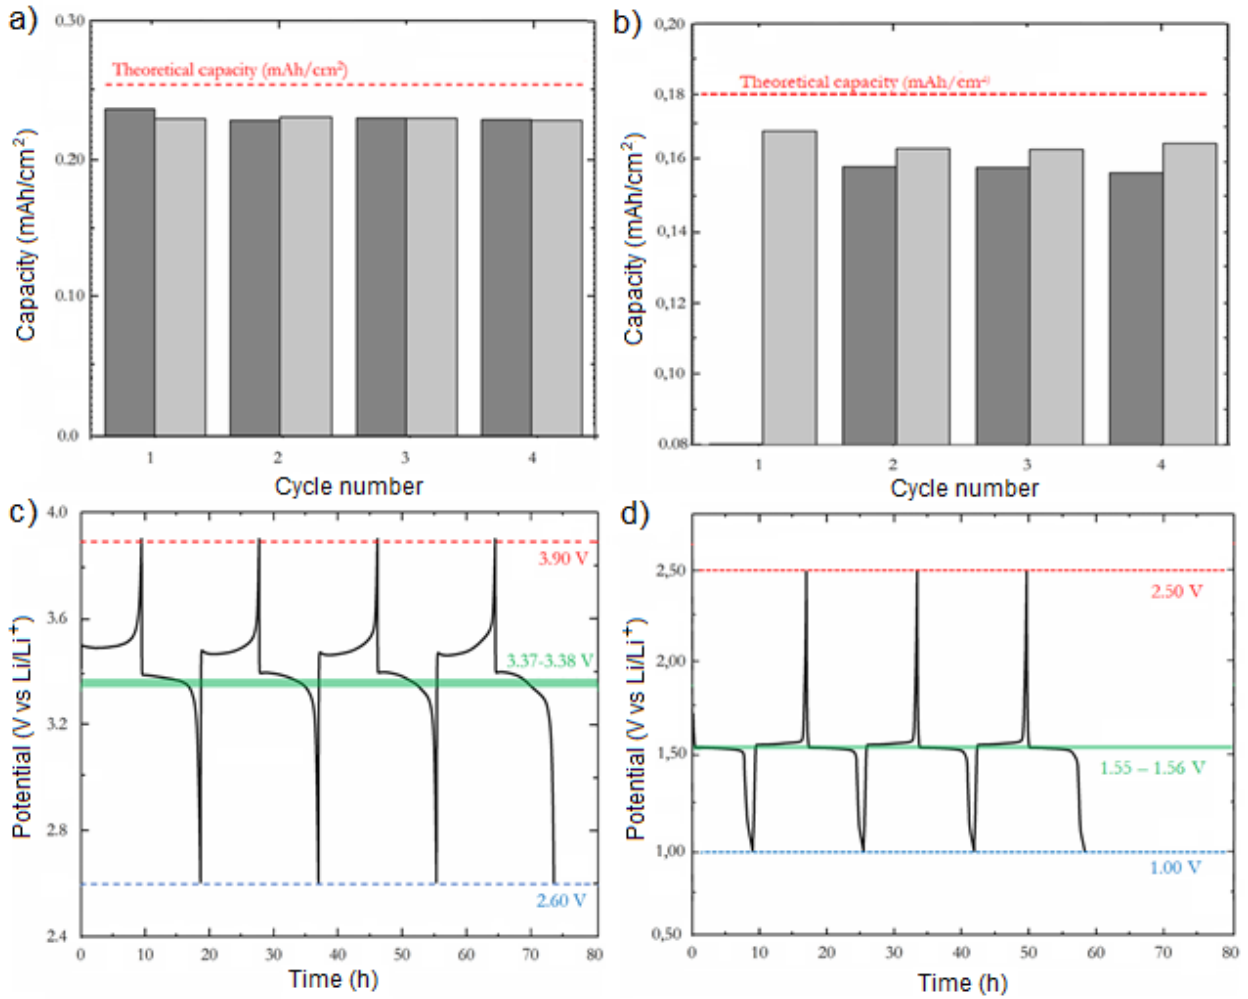 a)
0.30
Theoretical capacity (mAh/cm²)
0.20
0.10
0.0
Capacity (mAh/cm²)
1 2 3 4
Cycle number
b)
0,20
Theoretical capacity (mAh/cm²)
0,18
0,16
0,14
0,12
0,10
0.08
Capacity (mAh/cm²)
1 2 3 4
Cycle number
c)
4.0
3.90 V
3.6
3.37-3.38 V
3.2
2.8
2.60 V
2.4
Potential (V vs Li/Li⁺)
0 10 20 30 40 50 60 70 80
Time (h)
d)
2,50
2.50 V
2,00
1,50
1.55 – 1.56 V
1,00
1.00 V
0,50
Potential (V vs Li/Li⁺)
0 10 20 30 40 50 60 70 80
Time (h)